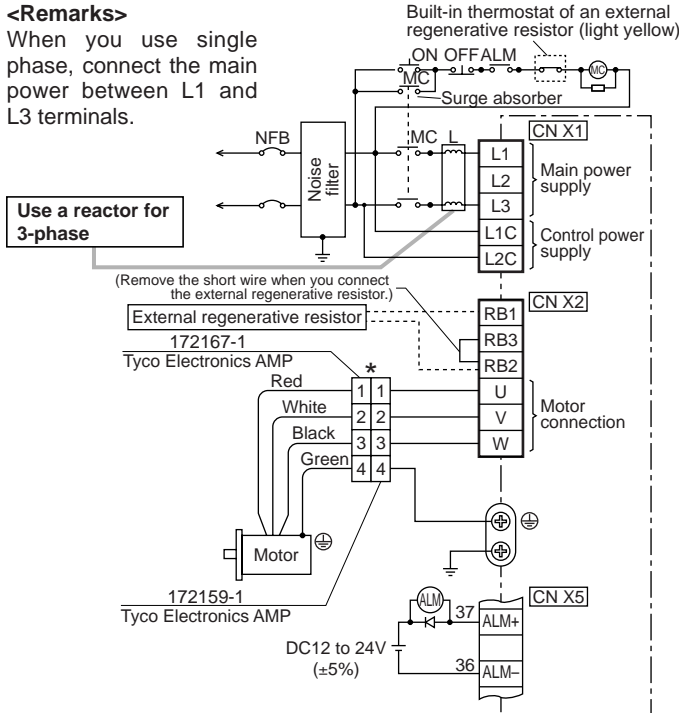 <Remarks>
When you use single
phase, connect the main
power between L1 and
L3 terminals.
Built-in thermostat of an external
regenerative resistor (light yellow)
ON OFF ALM
MC
MC
Surge absorber
NFB
Noise
filter
MC L
CN X1
L1
L2
L3
Main power
supply
L1C
L2C
Control power
supply
Use a reactor for
3-phase
(Remove the short wire when you connect
the external regenerative resistor.)
External regenerative resistor
CN X2
RB1
RB3
RB2
U
V
W
Motor
connection
172167-1
Tyco Electronics AMP
*
Red
White
Black
Green
1 1
2 2
3 3
4 4
Motor
172159-1
Tyco Electronics AMP
ALM
DC12 to 24V
(±5%)
CN X5
37 ALM+
36 ALM–